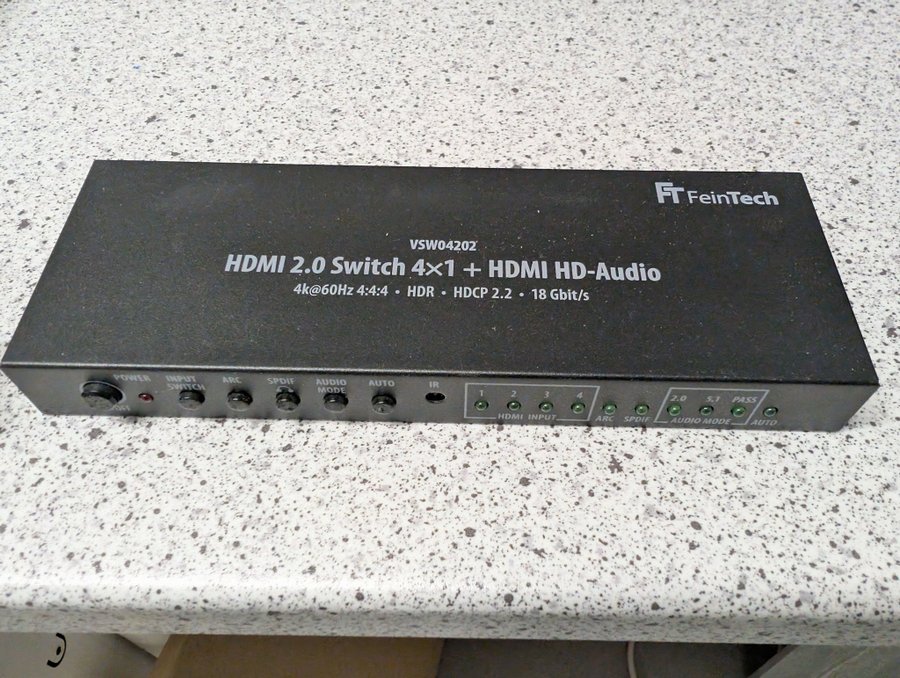 FT FeinTech
VSW04202
HDMI 2.0 Switch 4×1 + HDMI HD-Audio
4k@60Hz 4:4:4 • HDR • HDCP 2.2 • 18 Gbit/s
POWER
OFF
INPUT
SWITCH
ARC
SPDIF
AUDIO
MODE
AUTO
IR
1 2 3 4
HDMI INPUT
ARC
SPDIF
2.0 5.1 PASS
AUDIO MODE
AUTO